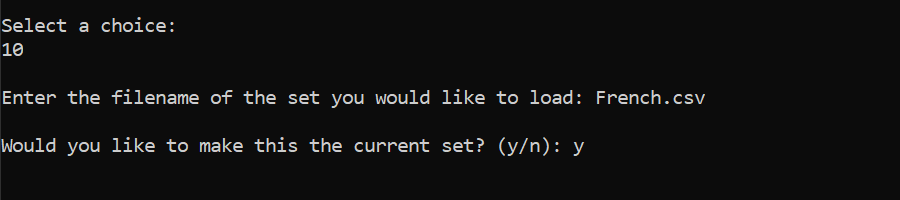 Select a choice:
10
Enter the filename of the set you would like to load: French.csv
Would you like to make this the current set? (y/n): y